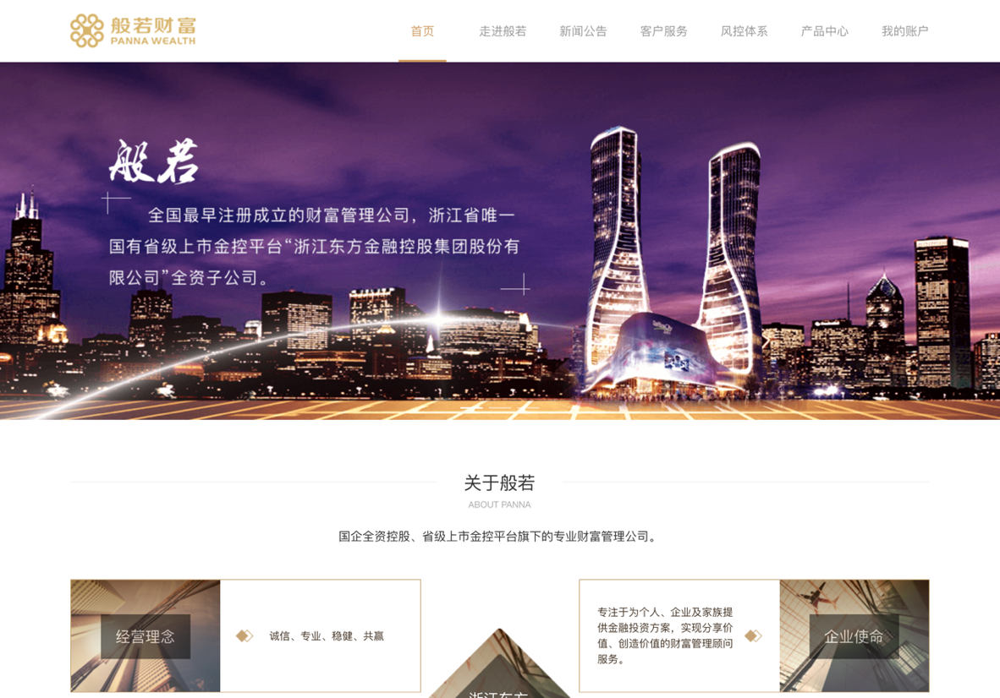 般若财富
PANNA WEALTH
首页
走进般若
新闻公告
客户服务
风控体系
产品中心
我的账户
般若
全国最早注册成立的财富管理公司，浙江省唯一
国有省级上市金控平台“浙江东方金融控股集团股份有
限公司”全资子公司。
关于般若
ABOUT PANNA
国企全资控股、省级上市金控平台旗下的专业财富管理公司。
经营理念
诚信、专业、稳健、共赢
专注于为个人、企业及家族提
供金融投资方案，实现分享价
值、创造价值的财富管理顾问
服务。
企业使命
浙江东方